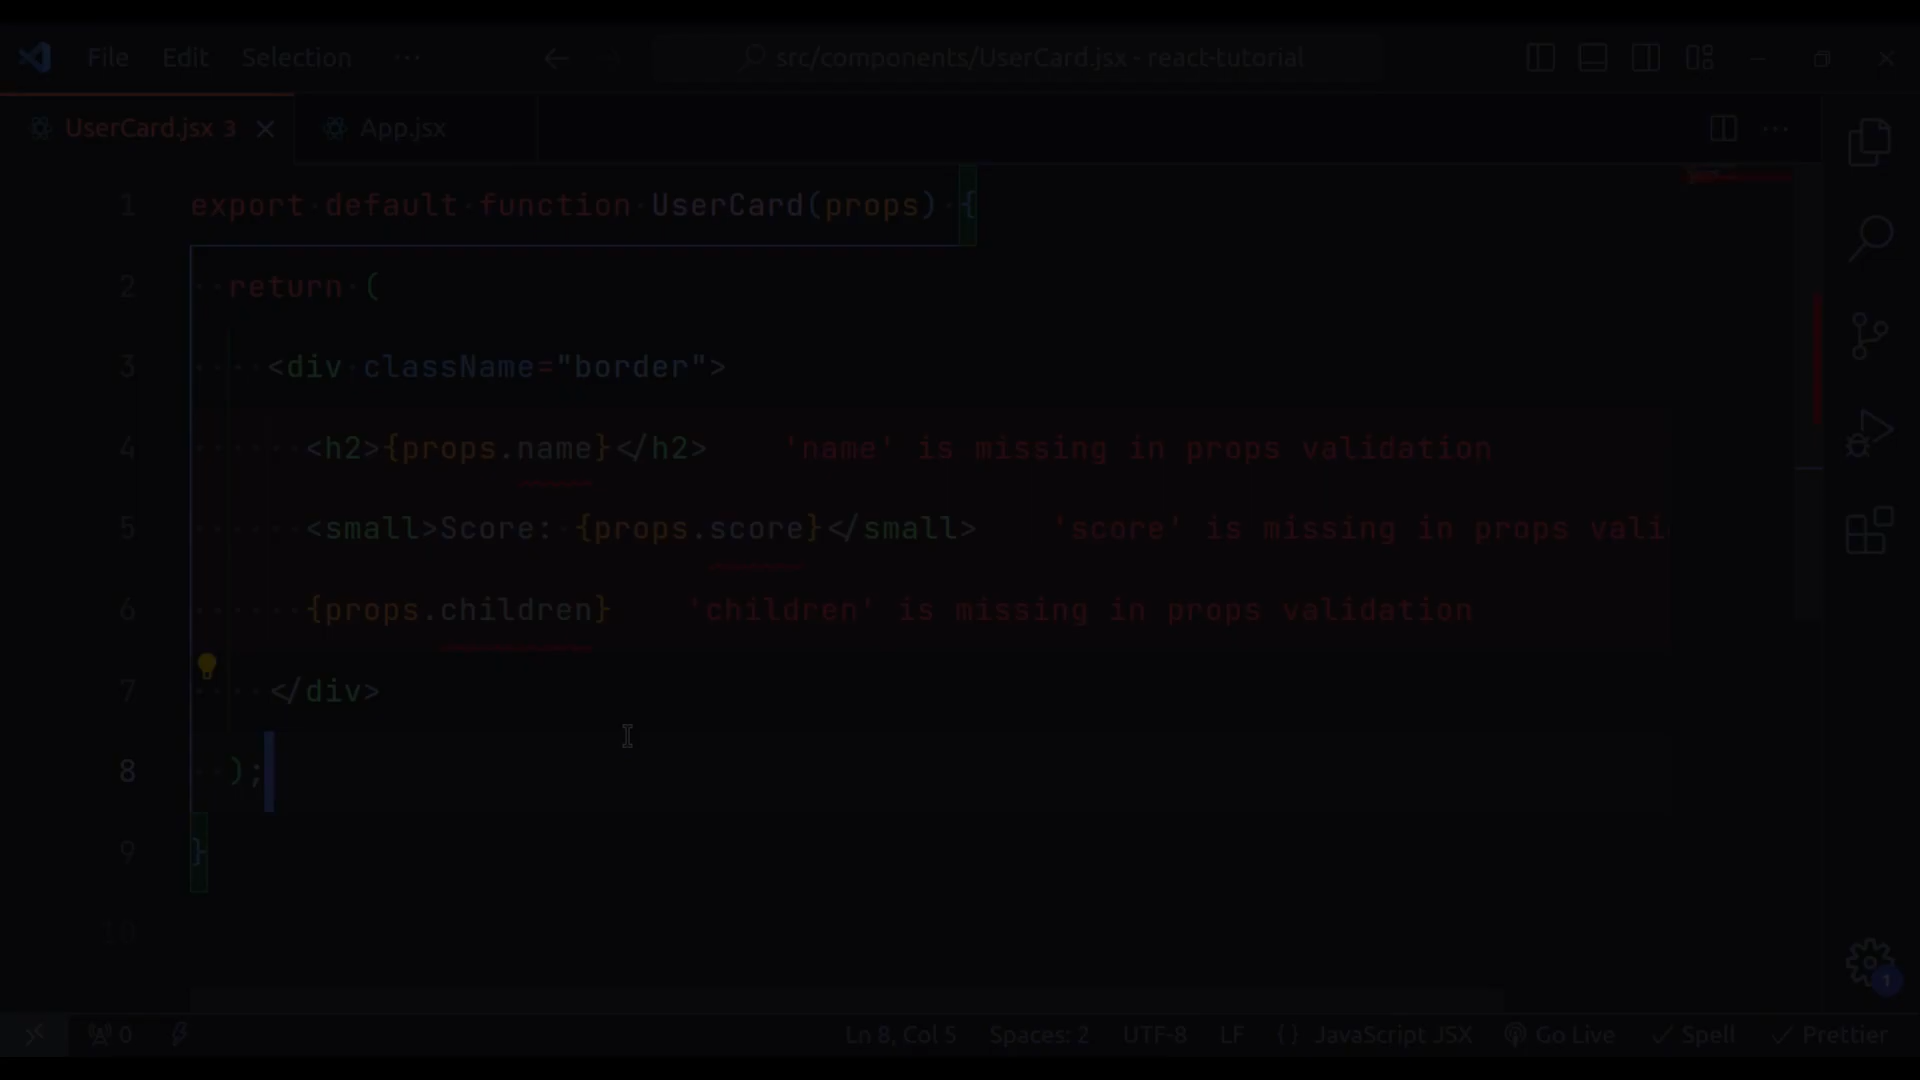 File Edit Selection ··· src/components/UserCard.jsx - react-tutorial
UserCard.jsx 3 App.jsx
1 export default function UserCard(props) {
2 return (
3 <div className="border">
4 <h2>{props.name}</h2> 'name' is missing in props validation
5 <small>Score: {props.score}</small> 'score' is missing in props vali
6 {props.children} 'children' is missing in props validation
7 </div>
8 );
9 }
10
1
0 Ln 8, Col 5 Spaces: 2 UTF-8 LF {} JavaScript JSX Go Live ✓ Spell ✓ Prettier